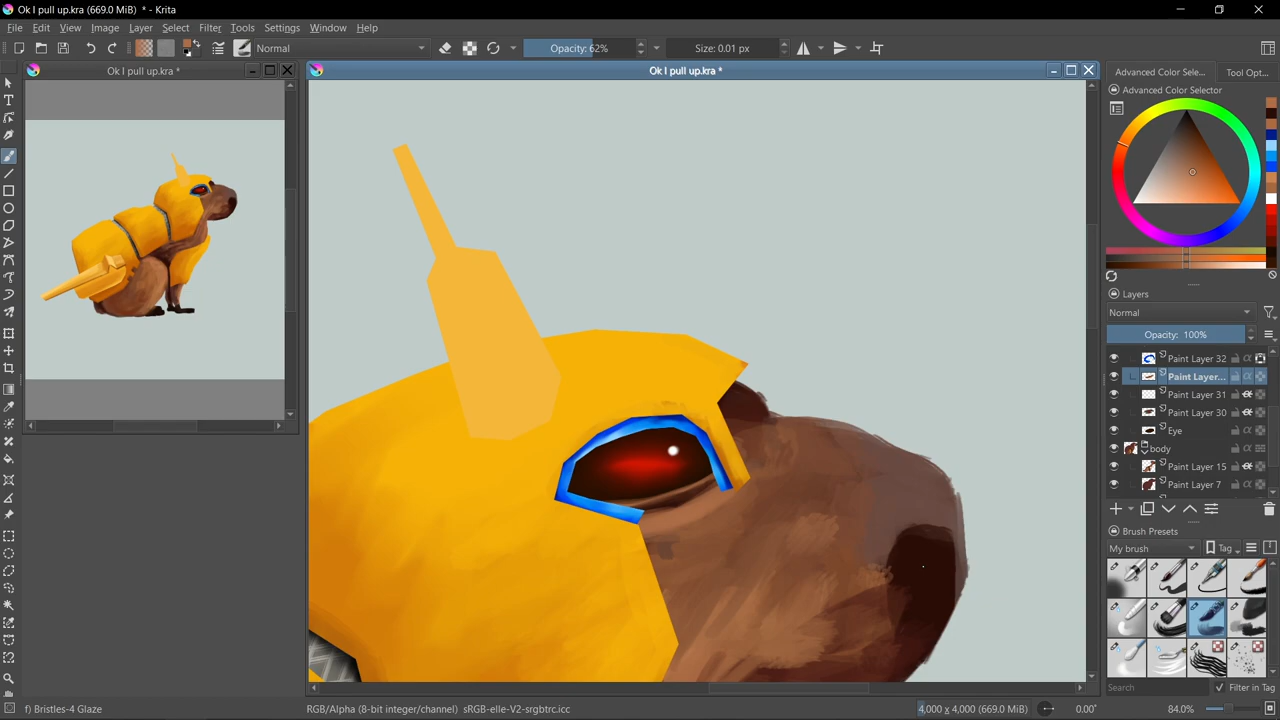 Ok I pull up.kra (669.0 MiB) * - Krita
File Edit View Image Layer Select Filter Tools Settings Window Help
Normal Opacity: 62% Size: 0.01 px
Ok I pull up.kra *
Ok I pull up.kra *
Advanced Color Sele... Tool Opt...
Advanced Color Selector
Layers
Normal
Opacity: 100%
Paint Layer 32
Paint Layer...
Paint Layer 31
Paint Layer 30
Eye
body
Paint Layer 15
Paint Layer 7
Brush Presets
My brush Tag
Search Filter in Tag
f) Bristles-4 Glaze RGB/Alpha (8-bit integer/channel) sRGB-elle-V2-srgbtrc.icc 4,000 x 4,000 (669.0 MiB) 0.00° 84.0%